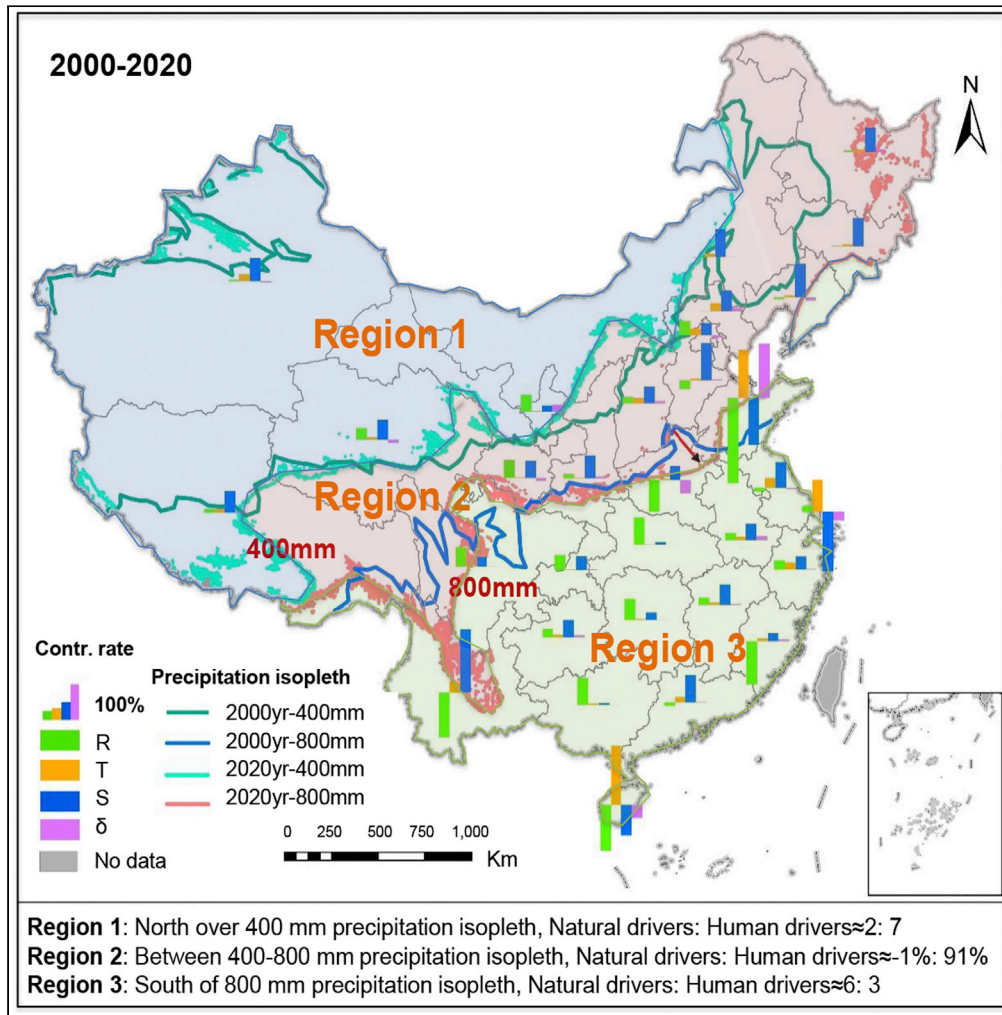 2000-2020
N
Region 1
Region 2
400mm
800mm
Region 3
Contr. rate
100%
R
T
S
δ
No data
Precipitation isopleth
2000yr-400mm
2000yr-800mm
2020yr-400mm
2020yr-800mm
0 250 500 750 1,000
Km
Region 1: North over 400 mm precipitation isopleth, Natural drivers: Human drivers≈2: 7
Region 2: Between 400-800 mm precipitation isopleth, Natural drivers: Human drivers≈-1%: 91%
Region 3: South of 800 mm precipitation isopleth, Natural drivers: Human drivers≈6: 3